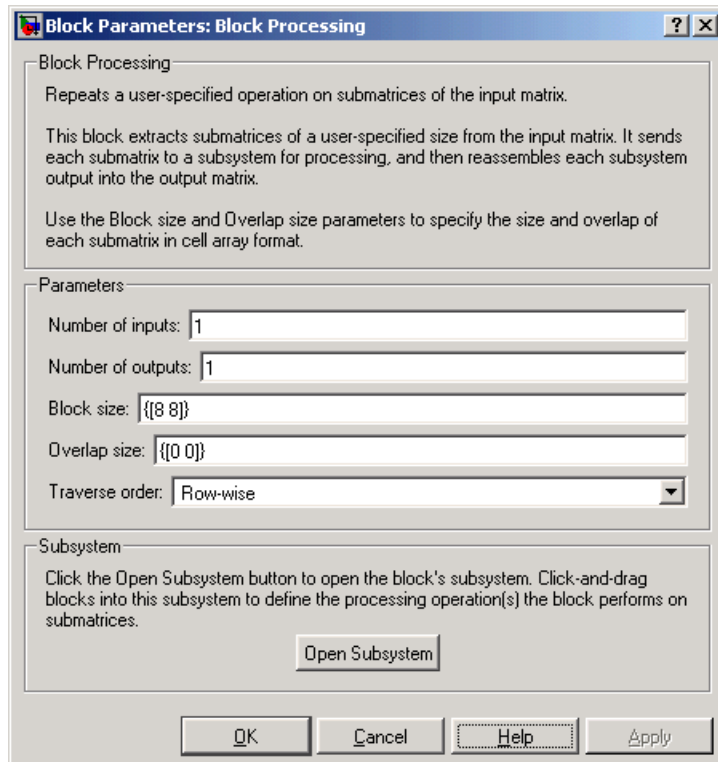 Block Parameters: Block Processing
Block Processing
Repeats a user-specified operation on submatrices of the input matrix.
This block extracts submatrices of a user-specified size from the input matrix. It sends
each submatrix to a subsystem for processing, and then reassembles each subsystem
output into the output matrix.
Use the Block size and Overlap size parameters to specify the size and overlap of
each submatrix in cell array format.
Parameters
Number of inputs: 1
Number of outputs: 1
Block size: {[8 8]}
Overlap size: {[0 0]}
Traverse order: Row-wise
Subsystem
Click the Open Subsystem button to open the block's subsystem. Click-and-drag
blocks into this subsystem to define the processing operation(s) the block performs on
submatrices.
Open Subsystem
OK Cancel Help Apply